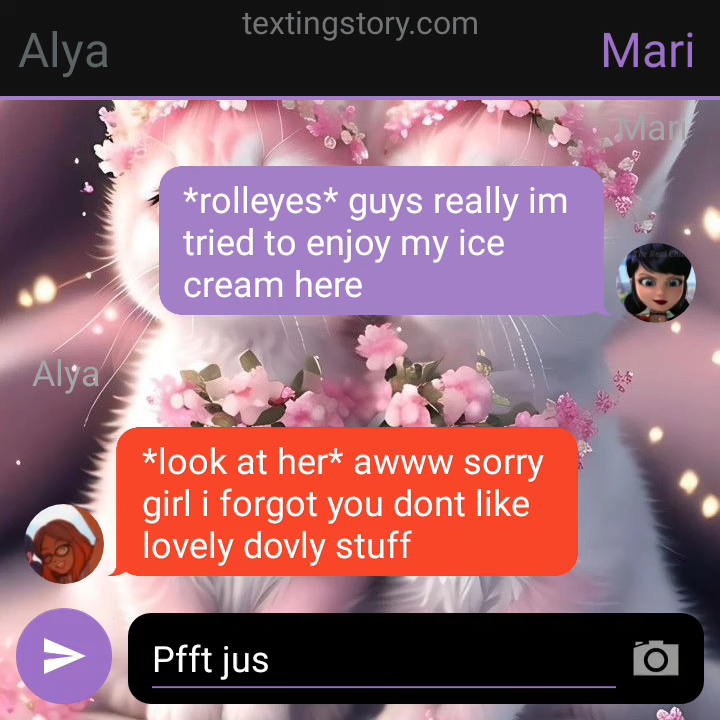 textingstory.com
Alya
Mari
Mari
*rolleyes* guys really im
tried to enjoy my ice
cream here
Alya
*look at her* awww sorry
girl i forgot you dont like
lovely dovly stuff
Pfft jus